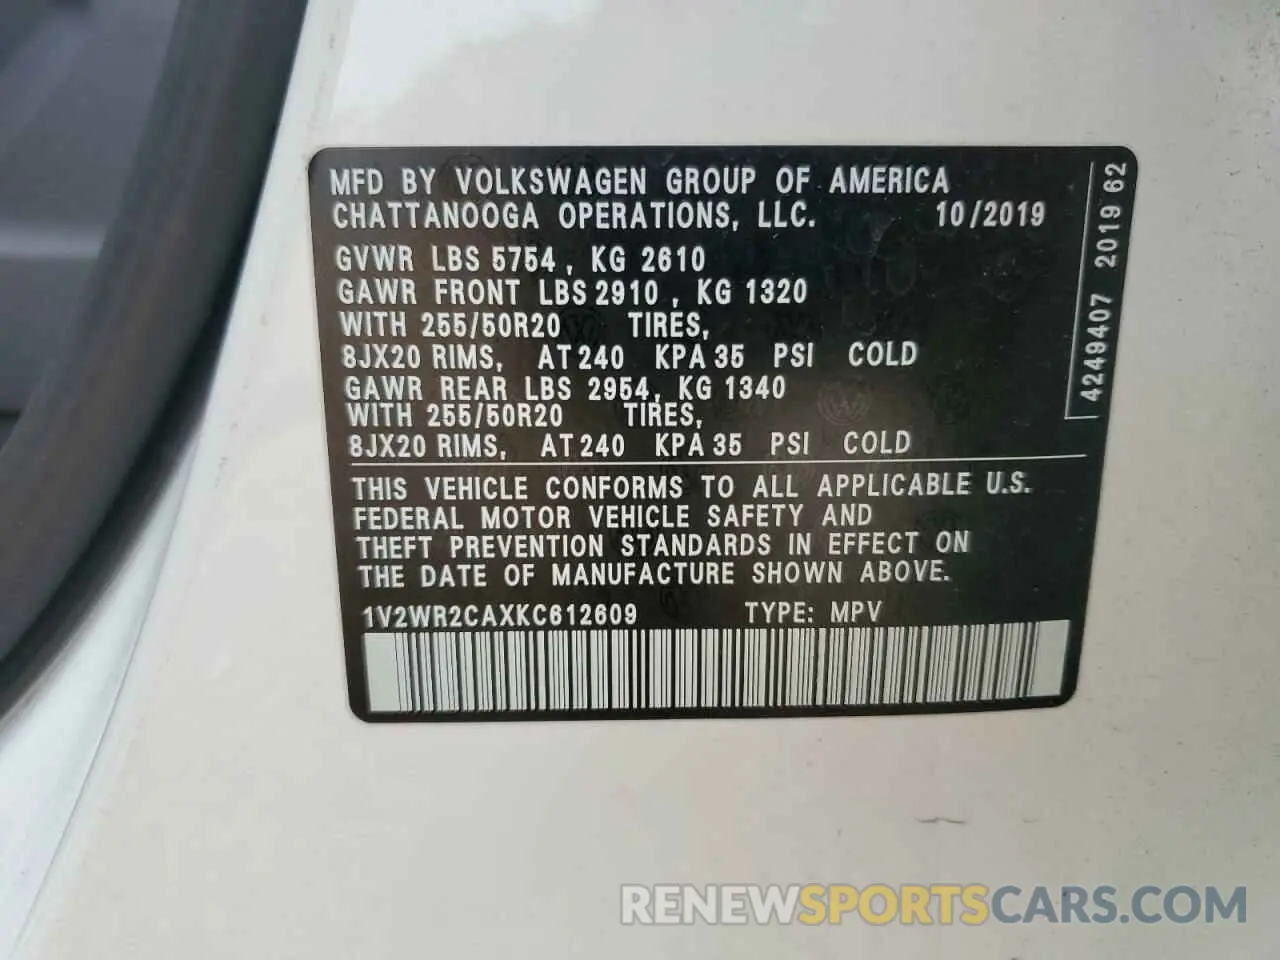 MFD BY VOLKSWAGEN GROUP OF AMERICA
CHATTANOOGA OPERATIONS, LLC. 10/2019
GVWR LBS 5754, KG 2610
GAWR FRONT LBS 2910, KG 1320
WITH 255/50R20 TIRES,
8JX20 RIMS, AT 240 KPA 35 PSI COLD
GAWR REAR LBS 2954, KG 1340
WITH 255/50R20 TIRES,
8JX20 RIMS, AT 240 KPA 35 PSI COLD
THIS VEHICLE CONFORMS TO ALL APPLICABLE U.S.
FEDERAL MOTOR VEHICLE SAFETY AND
THEFT PREVENTION STANDARDS IN EFFECT ON
THE DATE OF MANUFACTURE SHOWN ABOVE.
1V2WR2CAXKC612609 TYPE: MPV
4249407 2019 62
RENEWSPORTSCARS.COM